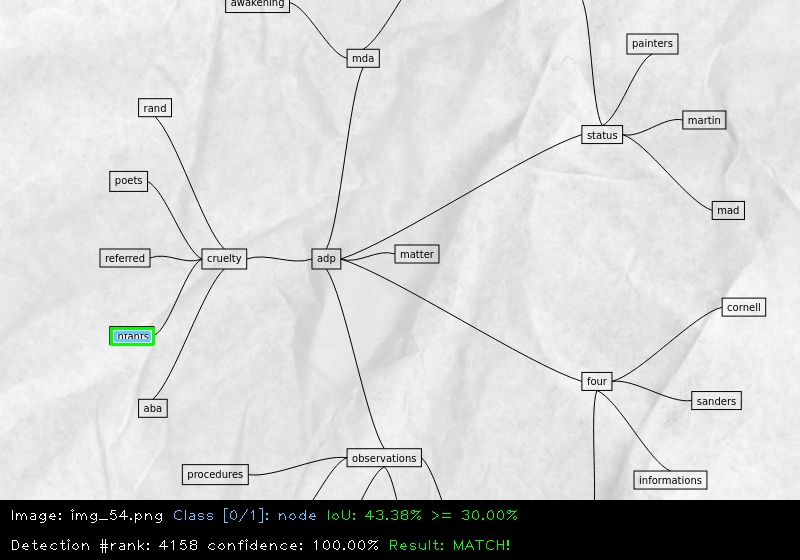 awakening
mda
painters
rand
martin
status
poets
mad
referred
cruelty
adp
matter
cornell
aba
four
sanders
observations
procedures
informations
Image: img_54.png Class [0/1]: node IoU: 43.38% >= 30.00%
Detection #rank: 4158 confidence: 100.00% Result: MATCH!